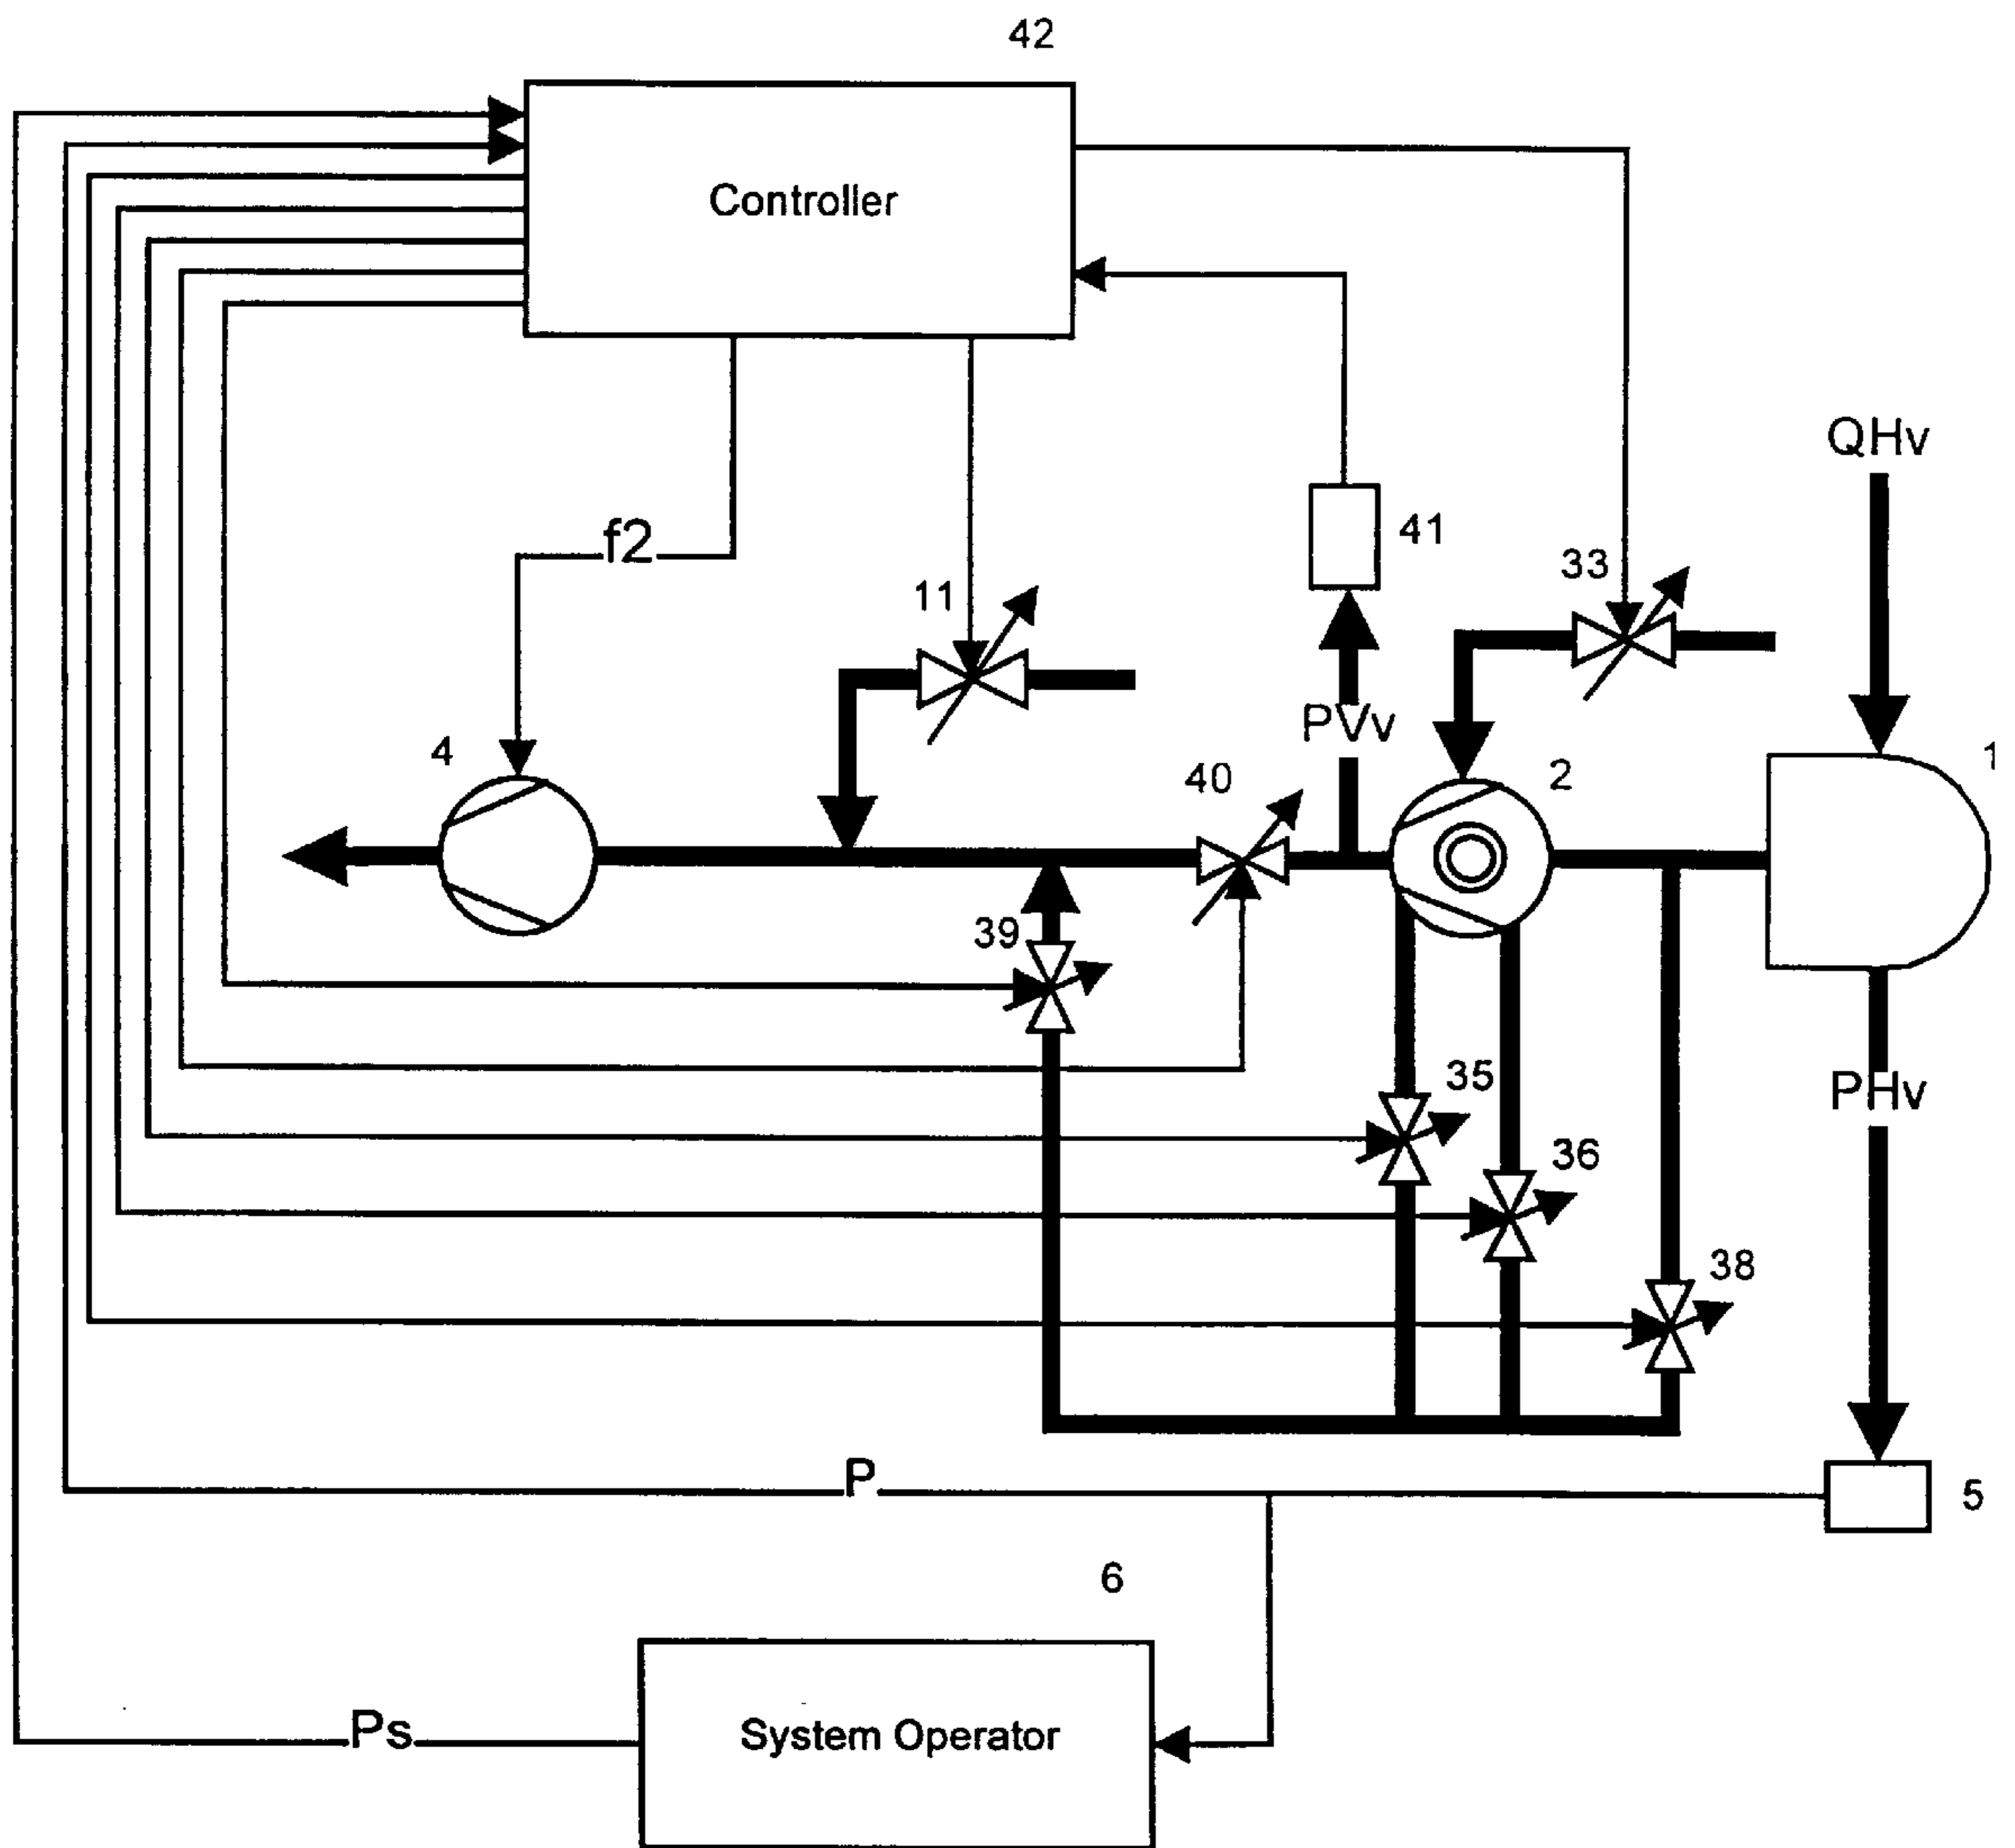 42
Controller
QHv
f2
41
33
11
PVv
4
40
2
1
39
35
PHv
36
38
P
5
6
Ps
System Operator